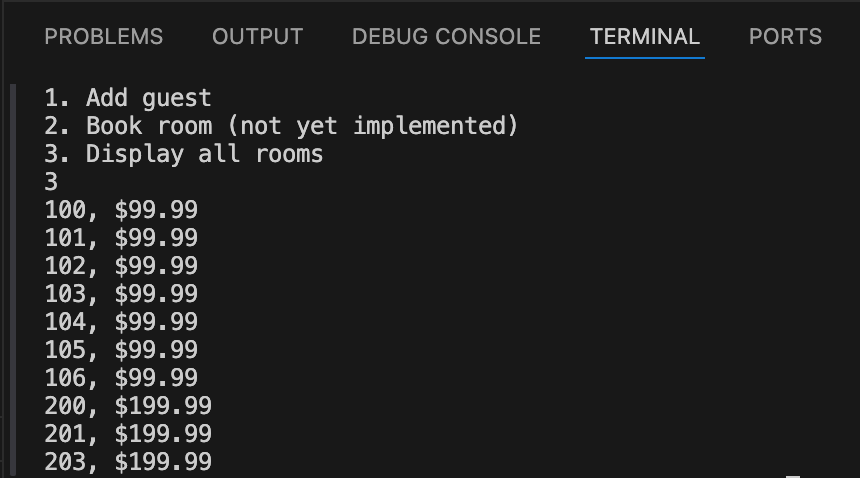 PROBLEMS OUTPUT DEBUG CONSOLE TERMINAL PORTS
1. Add guest
2. Book room (not yet implemented)
3. Display all rooms
3
100, $99.99
101, $99.99
102, $99.99
103, $99.99
104, $99.99
105, $99.99
106, $99.99
200, $199.99
201, $199.99
203, $199.99